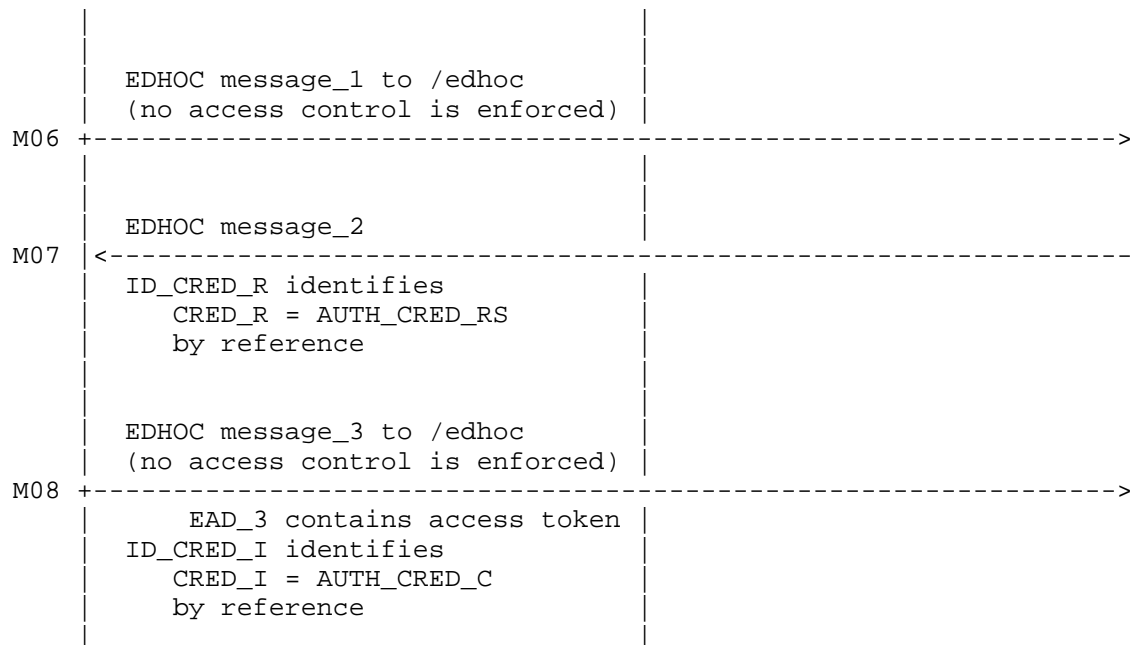 EDHOC message_1 to /edhoc
(no access control is enforced)
M06 +---------------------------------------------------------------->
EDHOC message_2
M07 |<----------------------------------------------------------------
ID_CRED_R identifies
CRED_R = AUTH_CRED_RS
by reference
EDHOC message_3 to /edhoc
(no access control is enforced)
M08 +---------------------------------------------------------------->
EAD_3 contains access token
ID_CRED_I identifies
CRED_I = AUTH_CRED_C
by reference